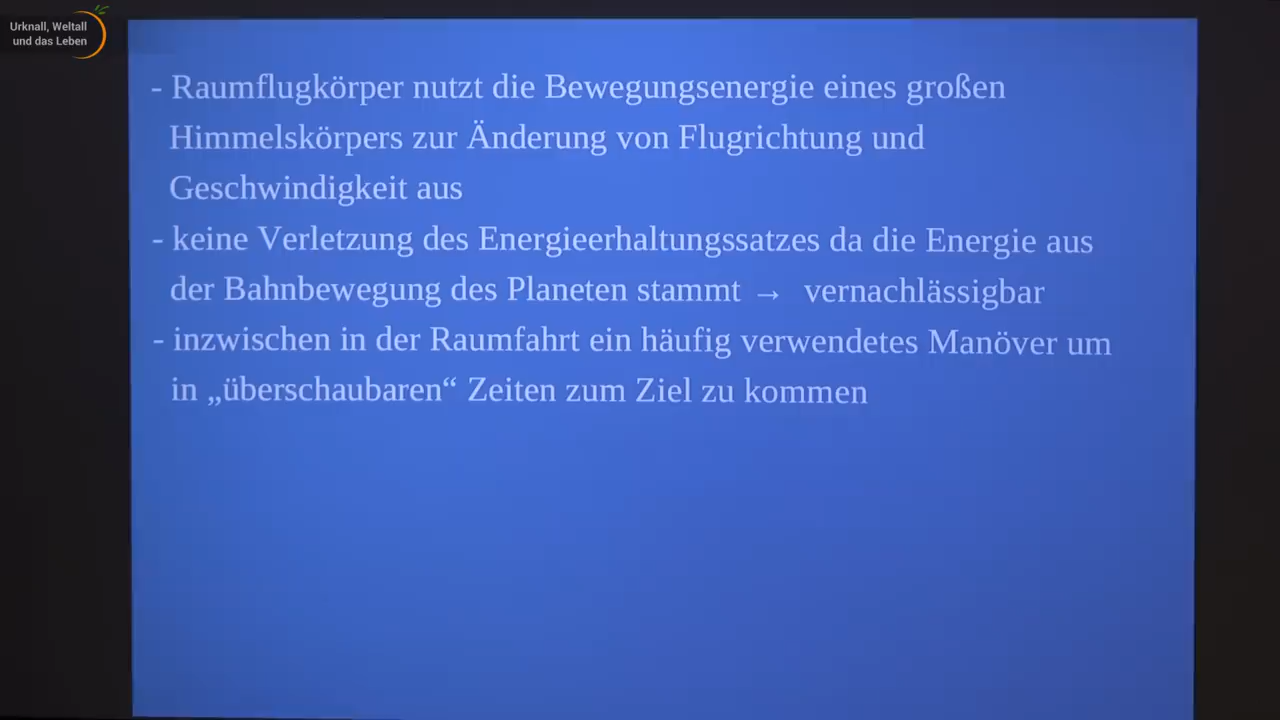 Urknall, Weltall
und das Leben
- Raumflugkörper nutzt die Bewegungsenergie eines großen
Himmelskörpers zur Änderung von Flugrichtung und
Geschwindigkeit aus
- keine Verletzung des Energieerhaltungssatzes da die Energie aus
der Bahnbewegung des Planeten stammt → vernachlässigbar
- inzwischen in der Raumfahrt ein häufig verwendetes Manöver um
in „überschaubaren“ Zeiten zum Ziel zu kommen